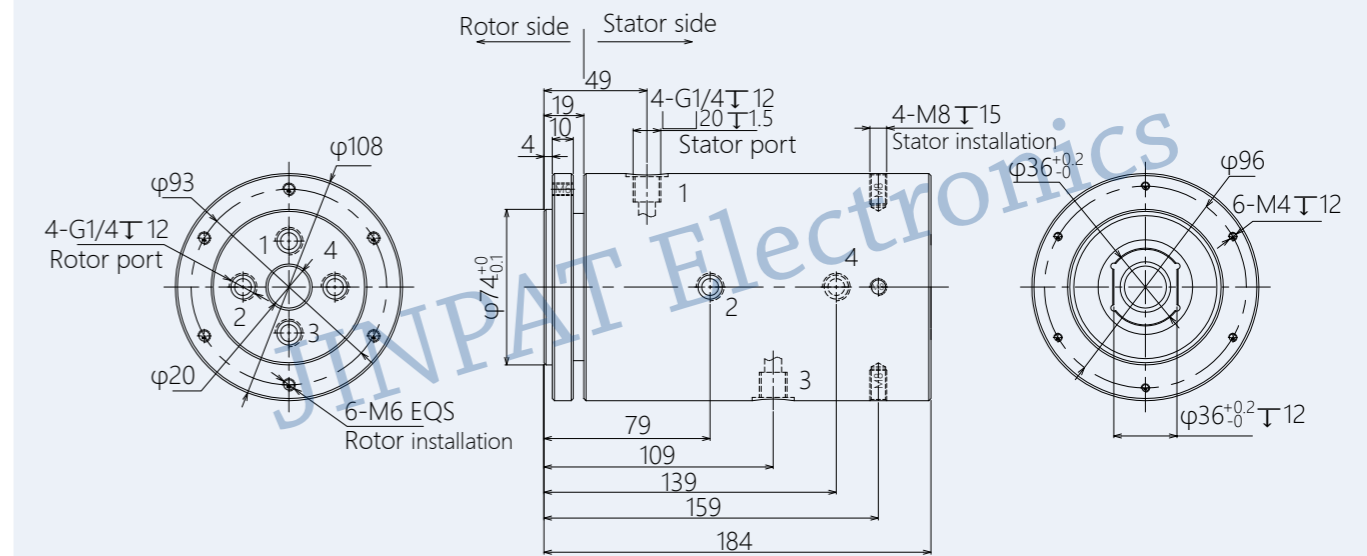 Rotor side
Stator side
49
4-G1/4↧12
19
20↧1.5
10
Stator port
4
4-M8↧15
Stator installation
φ108
φ93
4-G1/4↧12
Rotor port
1
4
2
3
φ20
6-M6 EQS
Rotor installation
φ74+0-0.1
M6
1
M8
2
4
3
M8
79
109
139
159
184
φ36+0.2-0
φ96
6-M4↧12
φ36+0.2-0↧12
JINPAT Electronics